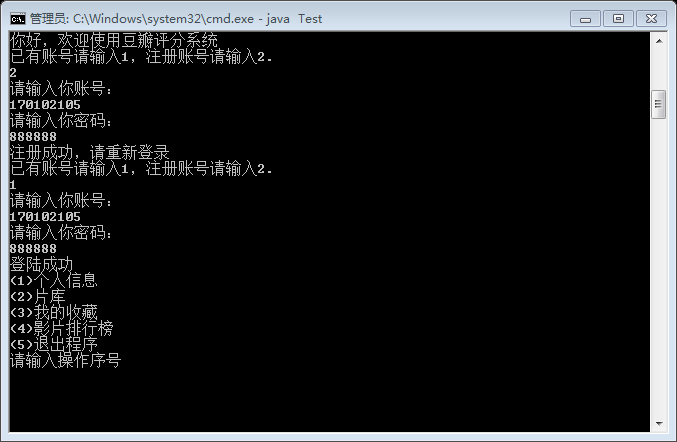 管理员: C:\Windows\system32\cmd.exe - java  Test
你好，欢迎使用豆瓣评分系统
已有账号请输入1，注册账号请输入2.
2
请输入你账号：
170102105
请输入你密码：
888888
注册成功，请重新登录
已有账号请输入1，注册账号请输入2.
1
请输入你账号：
170102105
请输入你密码：
888888
登陆成功
(1)个人信息
(2)片库
(3)我的收藏
(4)影片排行榜
(5)退出程序
请输入操作序号